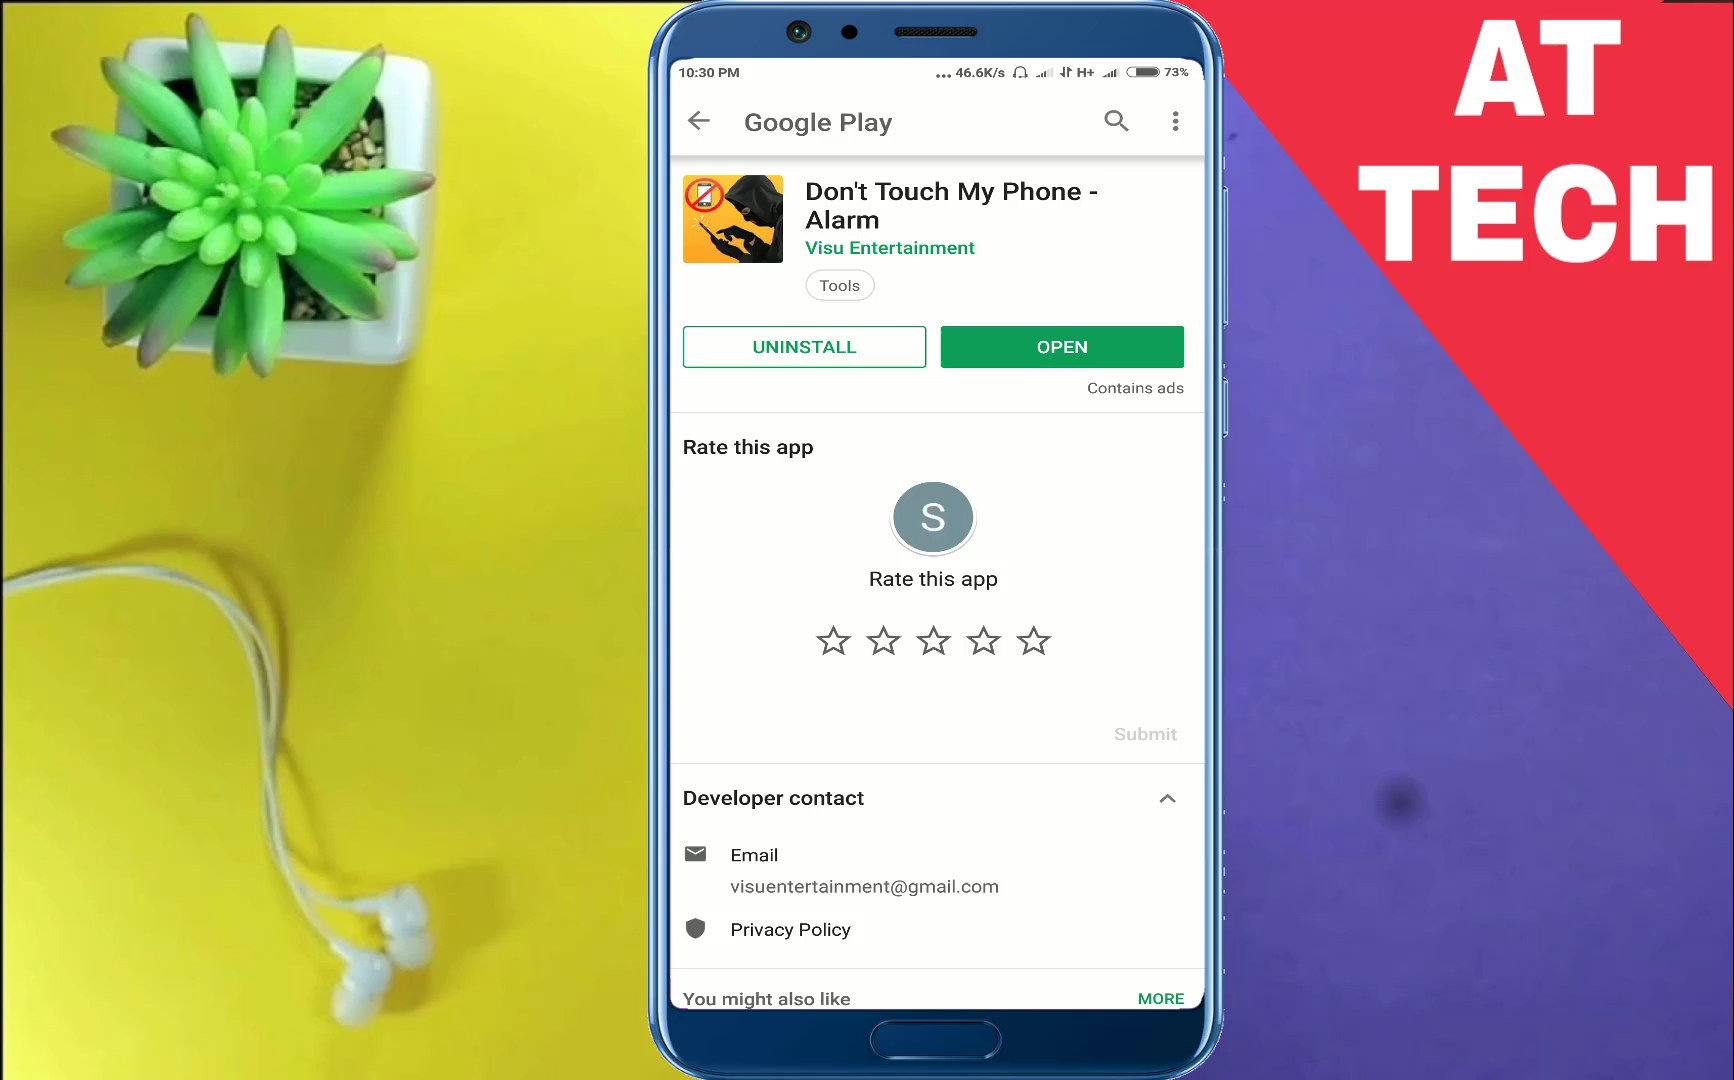 10:30 PM
... 46.6K/s H+ 73%
Google Play
Don't Touch My Phone -
Alarm
Visu Entertainment
Tools
UNINSTALL
OPEN
Contains ads
Rate this app
S
Rate this app
Submit
Developer contact
Email
visuentertainment@gmail.com
Privacy Policy
You might also like
MORE
AT
TECH